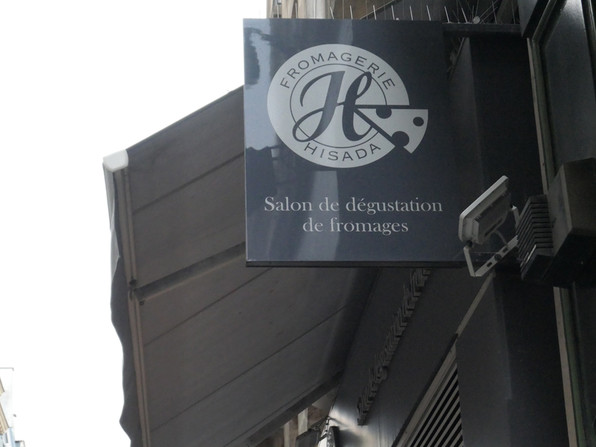 FROMAGERIE
H
HISADA
Salon de dégustation
de fromages